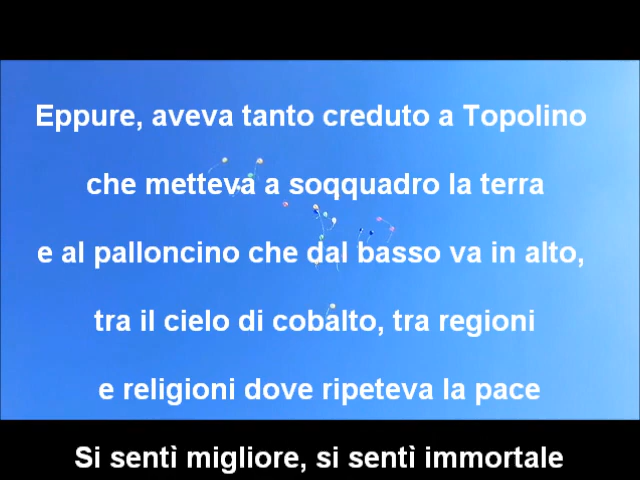 Eppure, aveva tanto creduto a Topolino
che metteva a soqquadro la terra
e al palloncino che dal basso va in alto,
tra il cielo di cobalto, tra regioni
e religioni dove ripeteva la pace
Si sentì migliore, si sentì immortale